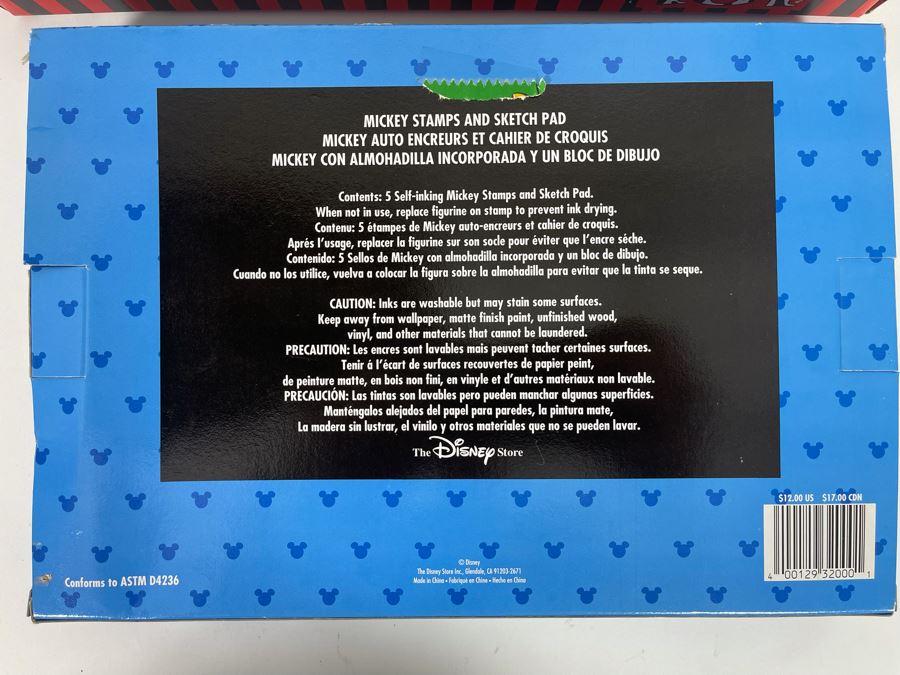 MICKEY STAMPS AND SKETCH PAD
MICKEY AUTO ENCREURS ET CAHIER DE CROQUIS
MICKEY CON ALMOHADILLA INCORPORADA Y UN BLOC DE DIBUJO
Contents: 5 Self-inking Mickey Stamps and Sketch Pad.
When not in use, replace figurine on stamp to prevent ink drying.
Contenu: 5 étampes de Mickey auto-encreurs et cahier de croquis.
Aprés l'usage, replacer la figurine sur son socle pour éviter que l'encre sèche.
Contenido: 5 Sellos de Mickey con almohadilla incorporada y un bloc de dibujo.
Cuando no los utilice, vuelva a colocar la figura sobre la almohadilla para evitar que la tinta se seque.
CAUTION: Inks are washable but may stain some surfaces.
Keep away from wallpaper, matte finish paint, unfinished wood,
vinyl, and other materials that cannot be laundered.
PRECAUTION: Les encres sont lavables mais peuvent tacher certaines surfaces.
Tenir á l'écart de surfaces recouvertes de papier peint,
de peinture matte, en bois non fini, en vinyle et d'autres matériaux non lavable.
PRECAUCIÓN: Las tintas son lavables pero pueden manchar algunas superficies.
Manténgalos alejados del papel para paredes, la pintura mate,
La madera sin lustrar, el vinilo y otros materiales que no se pueden lavar.
The Disney Store
$12.00 US $17.00 CDN
4 00129 32000 1
© Disney
The Disney Store Inc., Glendale, CA 91203-2671
Made in China • Fabriqué en Chine • Hecho en China
Conforms to ASTM D4236